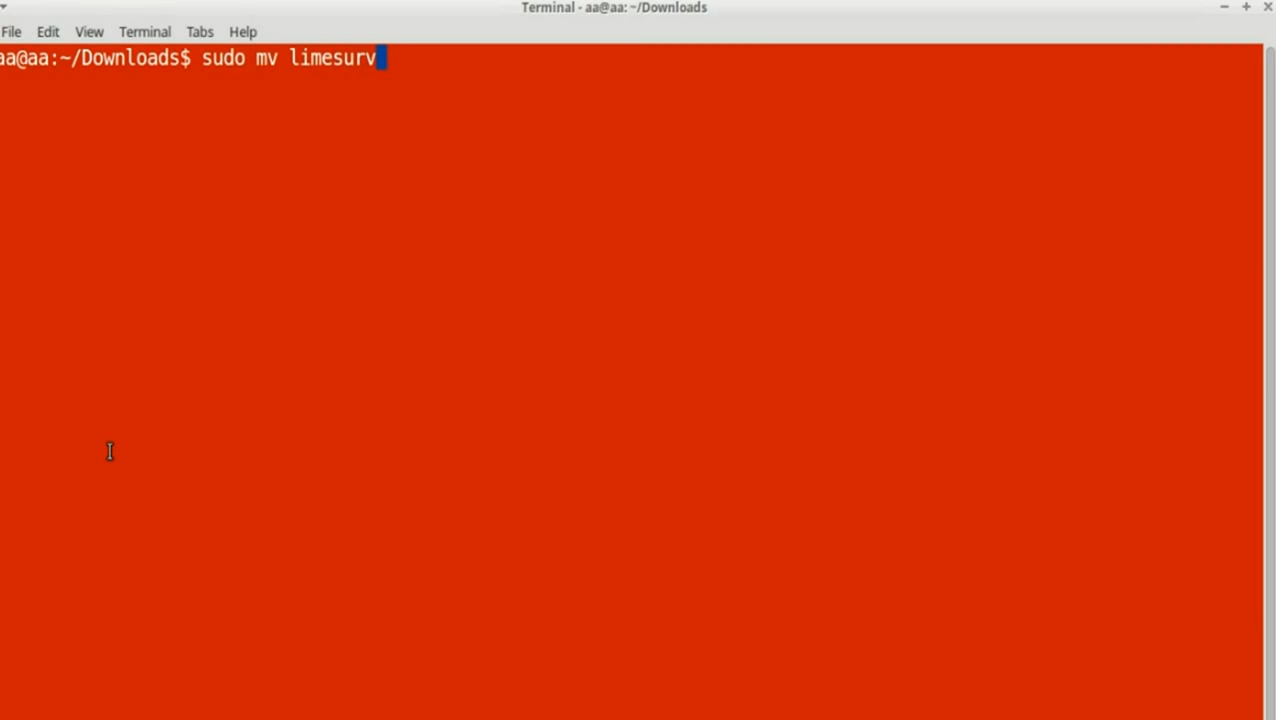 Terminal - aa@aa: ~/Downloads
File Edit View Terminal Tabs Help
aa@aa:~/Downloads$ sudo mv limesurv